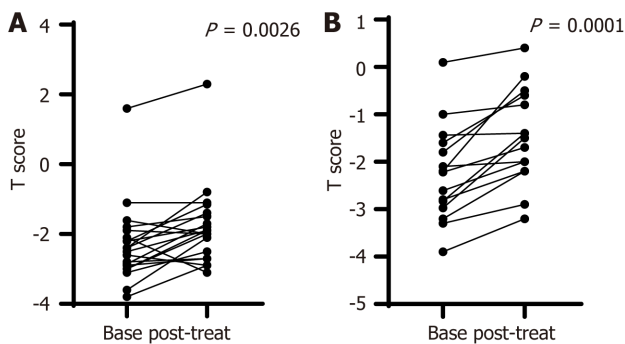 A
P = 0.0026
T score
4
2
0
-2
-4
Base post-treat
B
P = 0.0001
T score
1
0
-1
-2
-3
-4
-5
Base post-treat